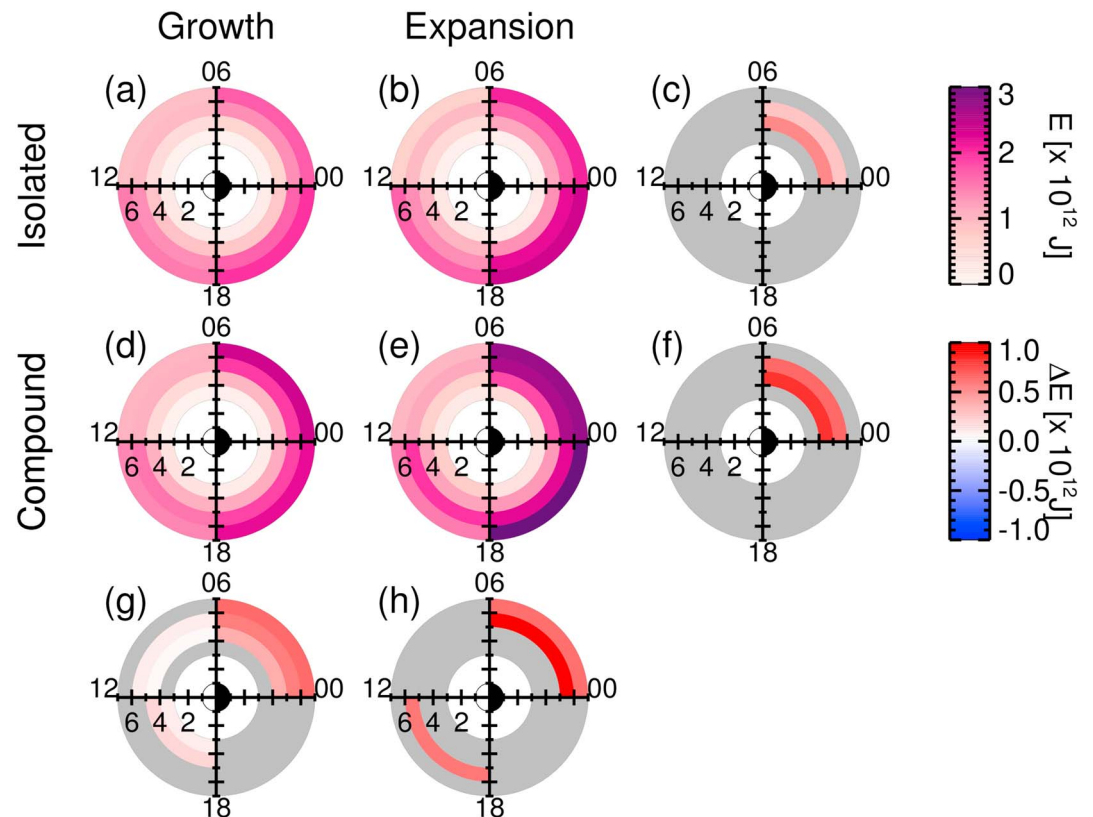 Growth Expansion
Isolated
(a) 06
12 00
6 4 2
18
(b) 06
12 00
6 4 2
18
(c) 06
12 00
6 4 2
18
3
2
1
0
E [x 10¹² J]
Compound
(d) 06
12 00
6 4 2
18
(e) 06
12 00
6 4 2
18
(f) 06
12 00
6 4 2
18
1.0
0.5
0.0
-0.5
-1.0
ΔE [x 10¹² J]
(g) 06
12 00
6 4 2
18
(h) 06
12 00
6 4 2
18